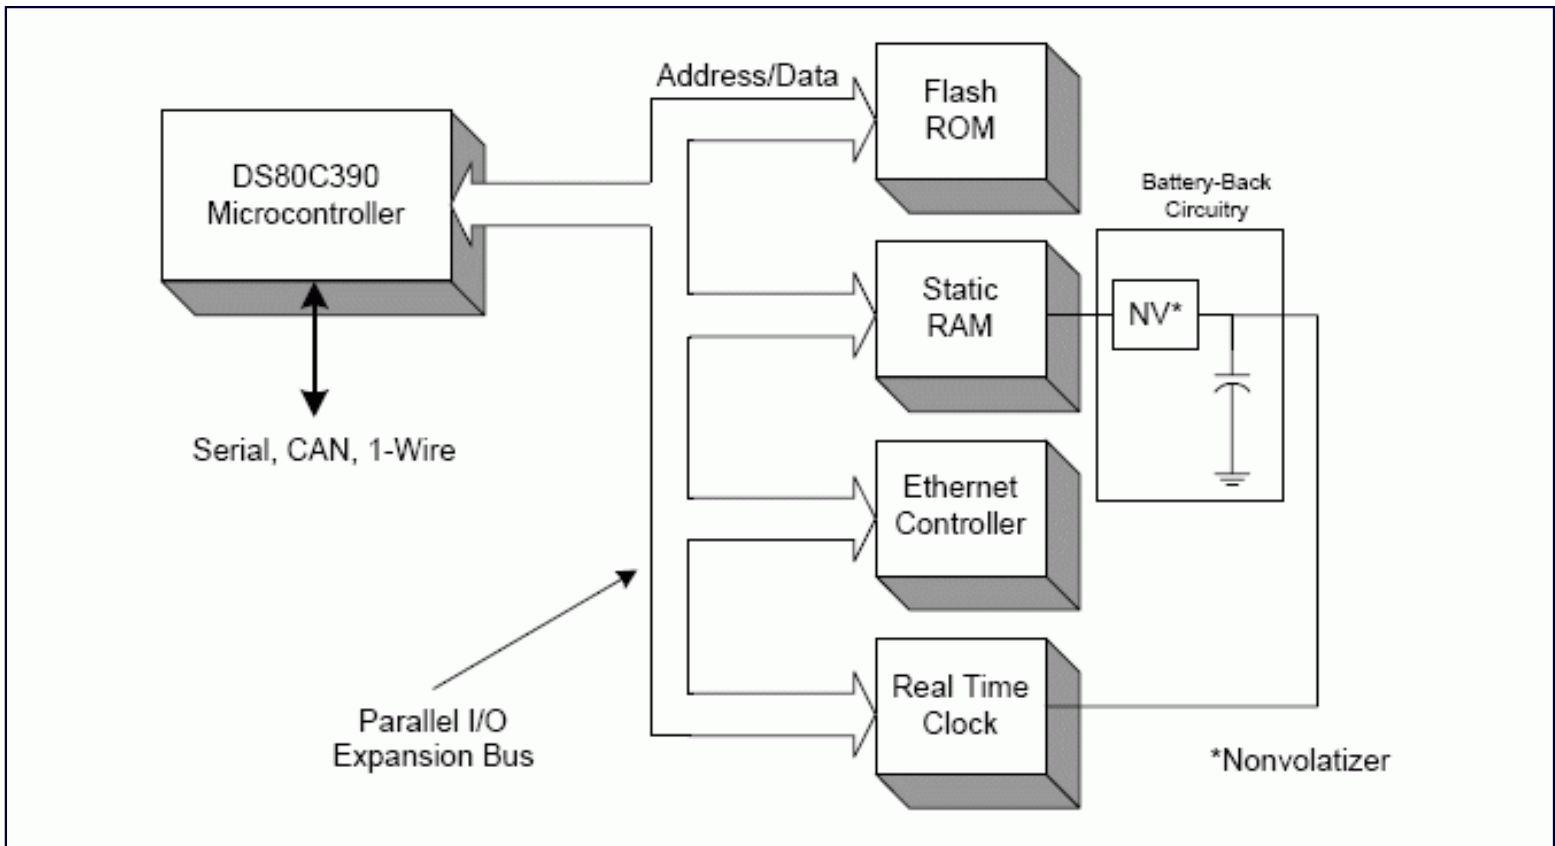 Address/Data
Flash
ROM
DS80C390
Microcontroller
Battery-Back
Circuitry
Static
RAM
NV*
Serial, CAN, 1-Wire
Ethernet
Controller
Real Time
Clock
Parallel I/O
Expansion Bus
*Nonvolatizer